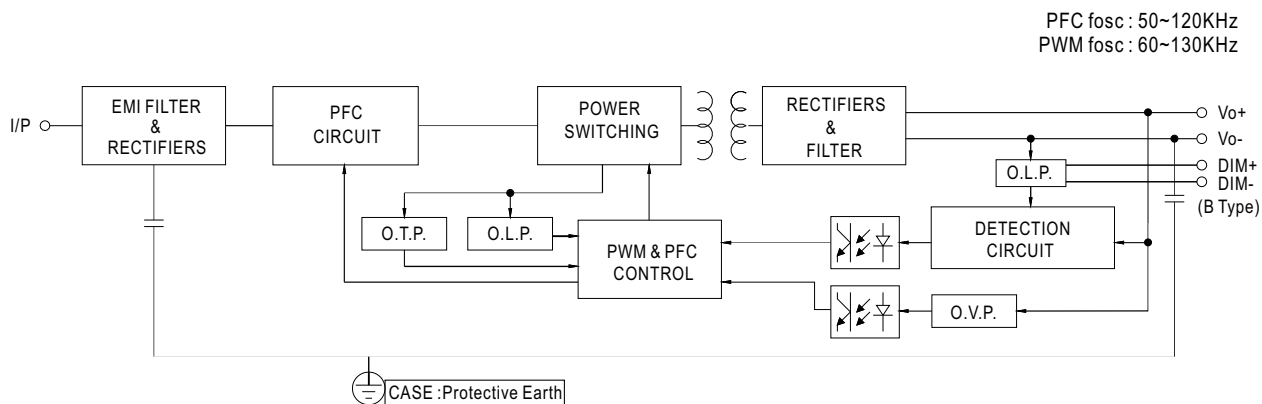 PFC fosc : 50~120KHz
PWM fosc : 60~130KHz
I/P
EMI FILTER
&
RECTIFIERS
PFC
CIRCUIT
POWER
SWITCHING
RECTIFIERS
&
FILTER
Vo+
Vo-
DIM+
DIM-
(B Type)
O.L.P.
O.T.P.
O.L.P.
PWM & PFC
CONTROL
DETECTION
CIRCUIT
O.V.P.
CASE :Protective Earth